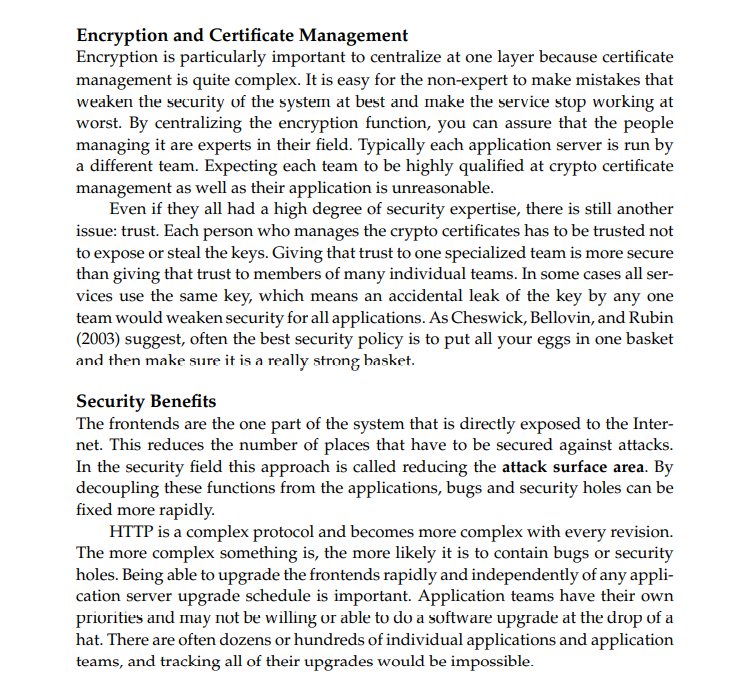 Encryption and Certificate Management
Encryption is particularly important to centralize at one layer because certificate
management is quite complex. It is easy for the non-expert to make mistakes that
weaken the security of the system at best and make the service stop working at
worst. By centralizing the encryption function, you can assure that the people
managing it are experts in their field. Typically each application server is run by
a different team. Expecting each team to be highly qualified at crypto certificate
management as well as their application is unreasonable.
Even if they all had a high degree of security expertise, there is still another
issue: trust. Each person who manages the crypto certificates has to be trusted not
to expose or steal the keys. Giving that trust to one specialized team is more secure
than giving that trust to members of many individual teams. In some cases all ser-
vices use the same key, which means an accidental leak of the key by any one
team would weaken security for all applications. As Cheswick, Bellovin, and Rubin
(2003) suggest, often the best security policy is to put all your eggs in one basket
and then make sure it is a really strong basket.
Security Benefits
The frontends are the one part of the system that is directly exposed to the Inter-
net. This reduces the number of places that have to be secured against attacks.
In the security field this approach is called reducing the attack surface area. By
decoupling these functions from the applications, bugs and security holes can be
fixed more rapidly.
HTTP is a complex protocol and becomes more complex with every revision.
The more complex something is, the more likely it is to contain bugs or security
holes. Being able to upgrade the frontends rapidly and independently of any appli-
cation server upgrade schedule is important. Application teams have their own
priorities and may not be willing or able to do a software upgrade at the drop of a
hat. There are often dozens or hundreds of individual applications and application
teams, and tracking all of their upgrades would be impossible.